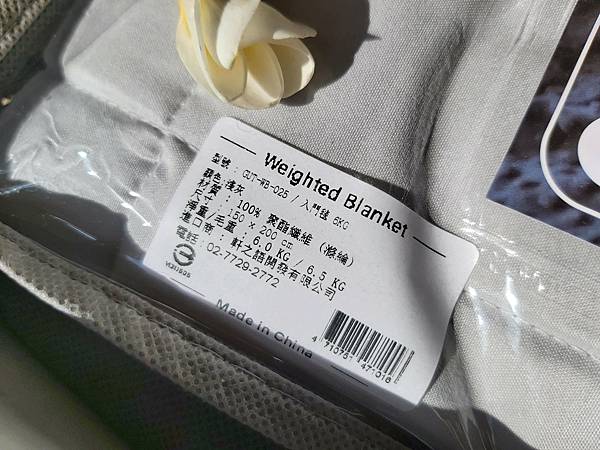 Weighted Blanket
型號: GUT-WB-025 / 入門毯 6KG
顏色: 淺灰
材質: 100% 聚酯纖維 (滌綸)
尺寸: 150 x 200 cm
淨重/毛重: 6.0 KG / 6.5 KG
進口商: 軒之語開發有限公司
電話: 02-7729-2772
Made in China
4 710781 471016